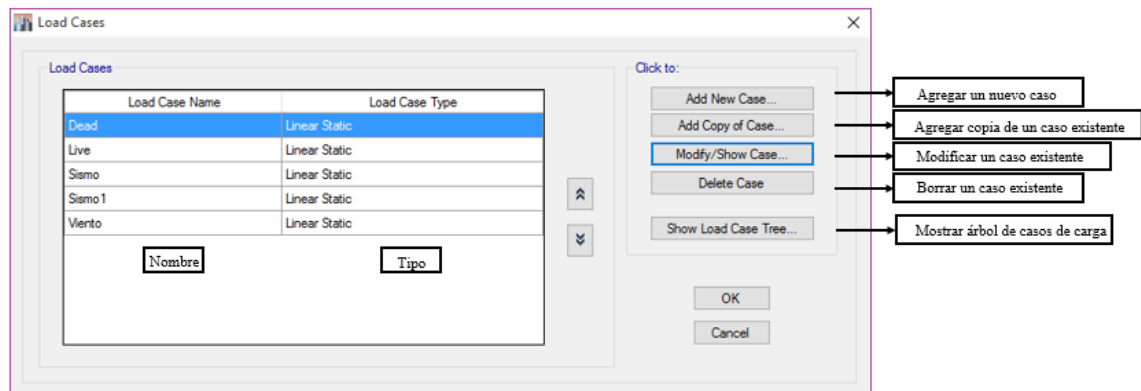 Load Cases
Load Cases
Click to:
Load Case Name Load Case Type
Dead Linear Static
Live Linear Static
Sismo Linear Static
Sismo1 Linear Static
Viento Linear Static
Nombre Tipo
Add New Case... Agregar un nuevo caso
Add Copy of Case... Agregar copia de un caso existente
Modify/Show Case... Modificar un caso existente
Delete Case Borrar un caso existente
Show Load Case Tree... Mostrar árbol de casos de carga
OK
Cancel